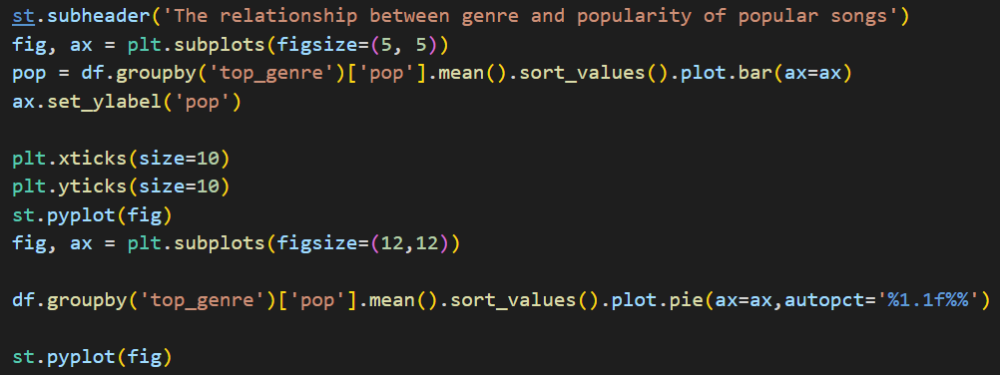 st.subheader('The relationship between genre and popularity of popular songs')
fig, ax = plt.subplots(figsize=(5, 5))
pop = df.groupby('top_genre')['pop'].mean().sort_values().plot.bar(ax=ax)
ax.set_ylabel('pop')
plt.xticks(size=10)
plt.yticks(size=10)
st.pyplot(fig)
fig, ax = plt.subplots(figsize=(12,12))
df.groupby('top_genre')['pop'].mean().sort_values().plot.pie(ax=ax,autopct='%1.1f%%')
st.pyplot(fig)